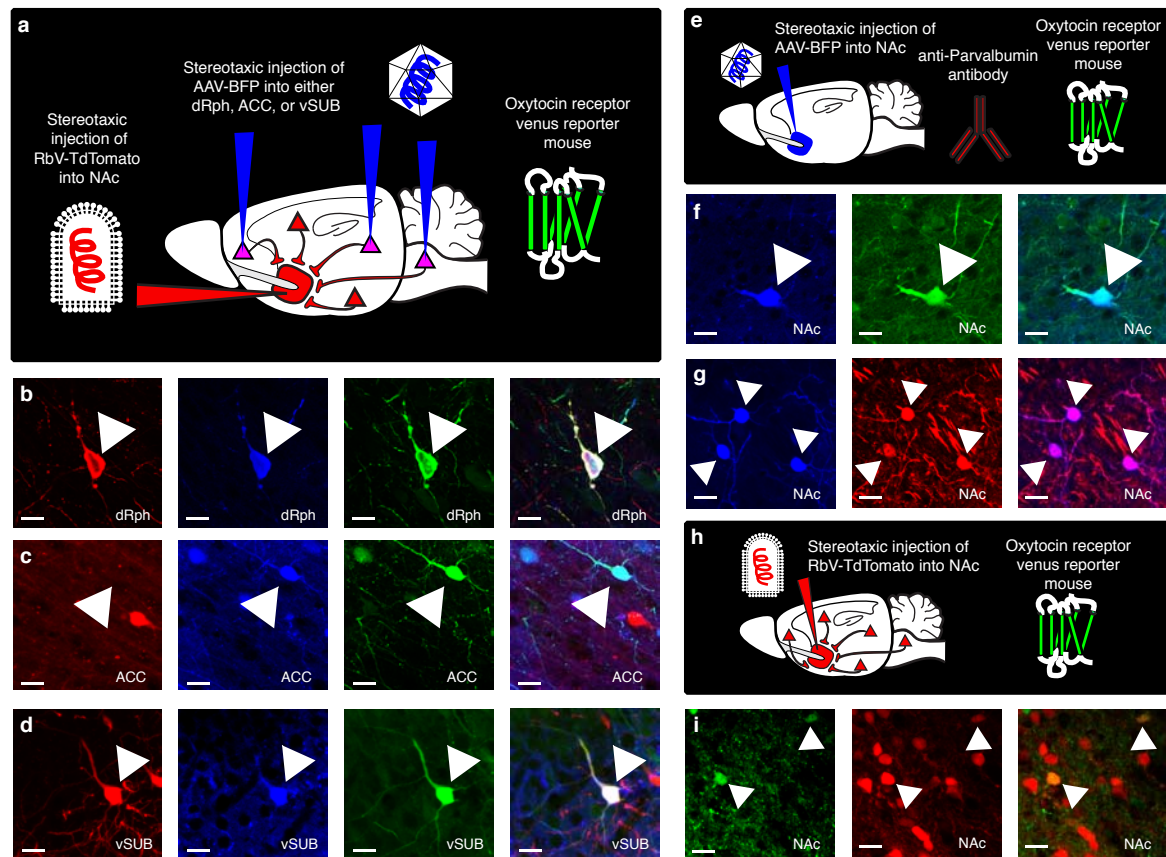 a
Stereotaxic
injection of
RbV-TdTomato
into NAc
Stereotaxic injection of
AAV-BFP into either
dRph, ACC, or vSUB
Oxytocin receptor
venus reporter
mouse
b
dRph
dRph
dRph
dRph
c
ACC
ACC
ACC
ACC
d
vSUB
vSUB
vSUB
vSUB
e
Stereotaxic injection of
AAV-BFP into NAc
anti-Parvalbumin
antibody
Oxytocin receptor
venus reporter
mouse
f
NAc
NAc
NAc
g
NAc
NAc
NAc
h
Stereotaxic injection of
RbV-TdTomato into NAc
Oxytocin receptor
venus reporter
mouse
i
NAc
NAc
NAc